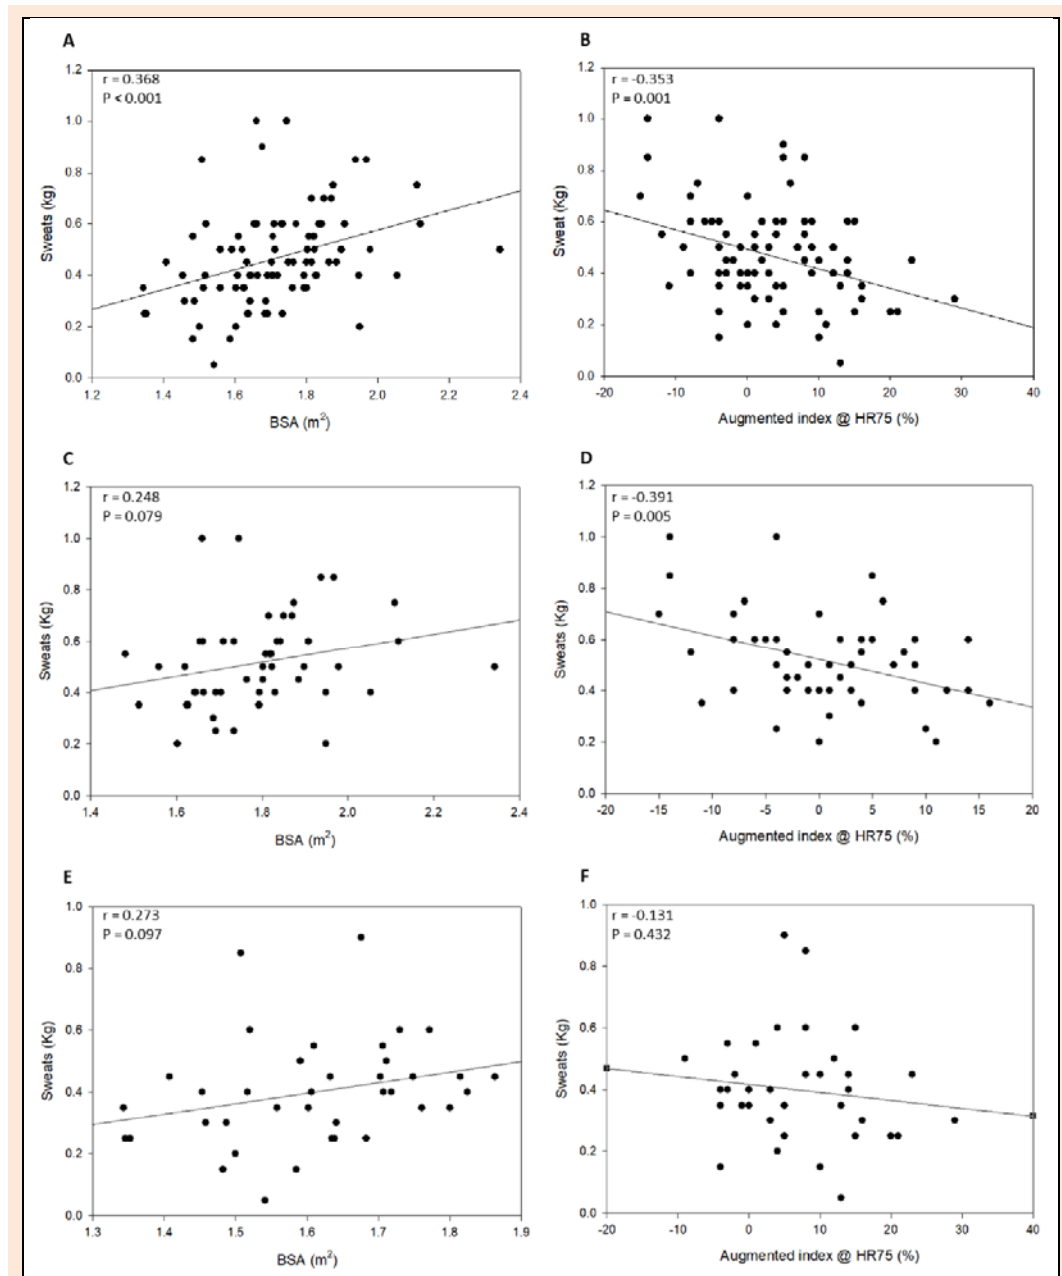 A
r = 0.368
P < 0.001
Sweats (kg)
1.2
1.0
0.8
0.6
0.4
0.2
0.0
1.2 1.4 1.6 1.8 2.0 2.2 2.4
BSA (m²)
B
r = -0.353
P = 0.001
Sweat (Kg)
1.2
1.0
0.8
0.6
0.4
0.2
0.0
-20 -10 0 10 20 30 40
Augmented index @ HR75 (%)
C
r = 0.248
P = 0.079
Sweats (Kg)
1.2
1.0
0.8
0.6
0.4
0.2
0.0
1.4 1.6 1.8 2.0 2.2 2.4
BSA (m²)
D
r = -0.391
P = 0.005
Sweats (Kg)
1.2
1.0
0.8
0.6
0.4
0.2
0.0
-20 -15 -10 -5 0 5 10 15 20
Augmented index @ HR75 (%)
E
r = 0.273
P = 0.097
Sweats (Kg)
1.0
0.8
0.6
0.4
0.2
0.0
1.3 1.4 1.5 1.6 1.7 1.8 1.9
BSA (m²)
F
r = -0.131
P = 0.432
Sweats (Kg)
1.0
0.8
0.6
0.4
0.2
0.0
-20 -10 0 10 20 30 40
Augmented index @ HR75 (%)